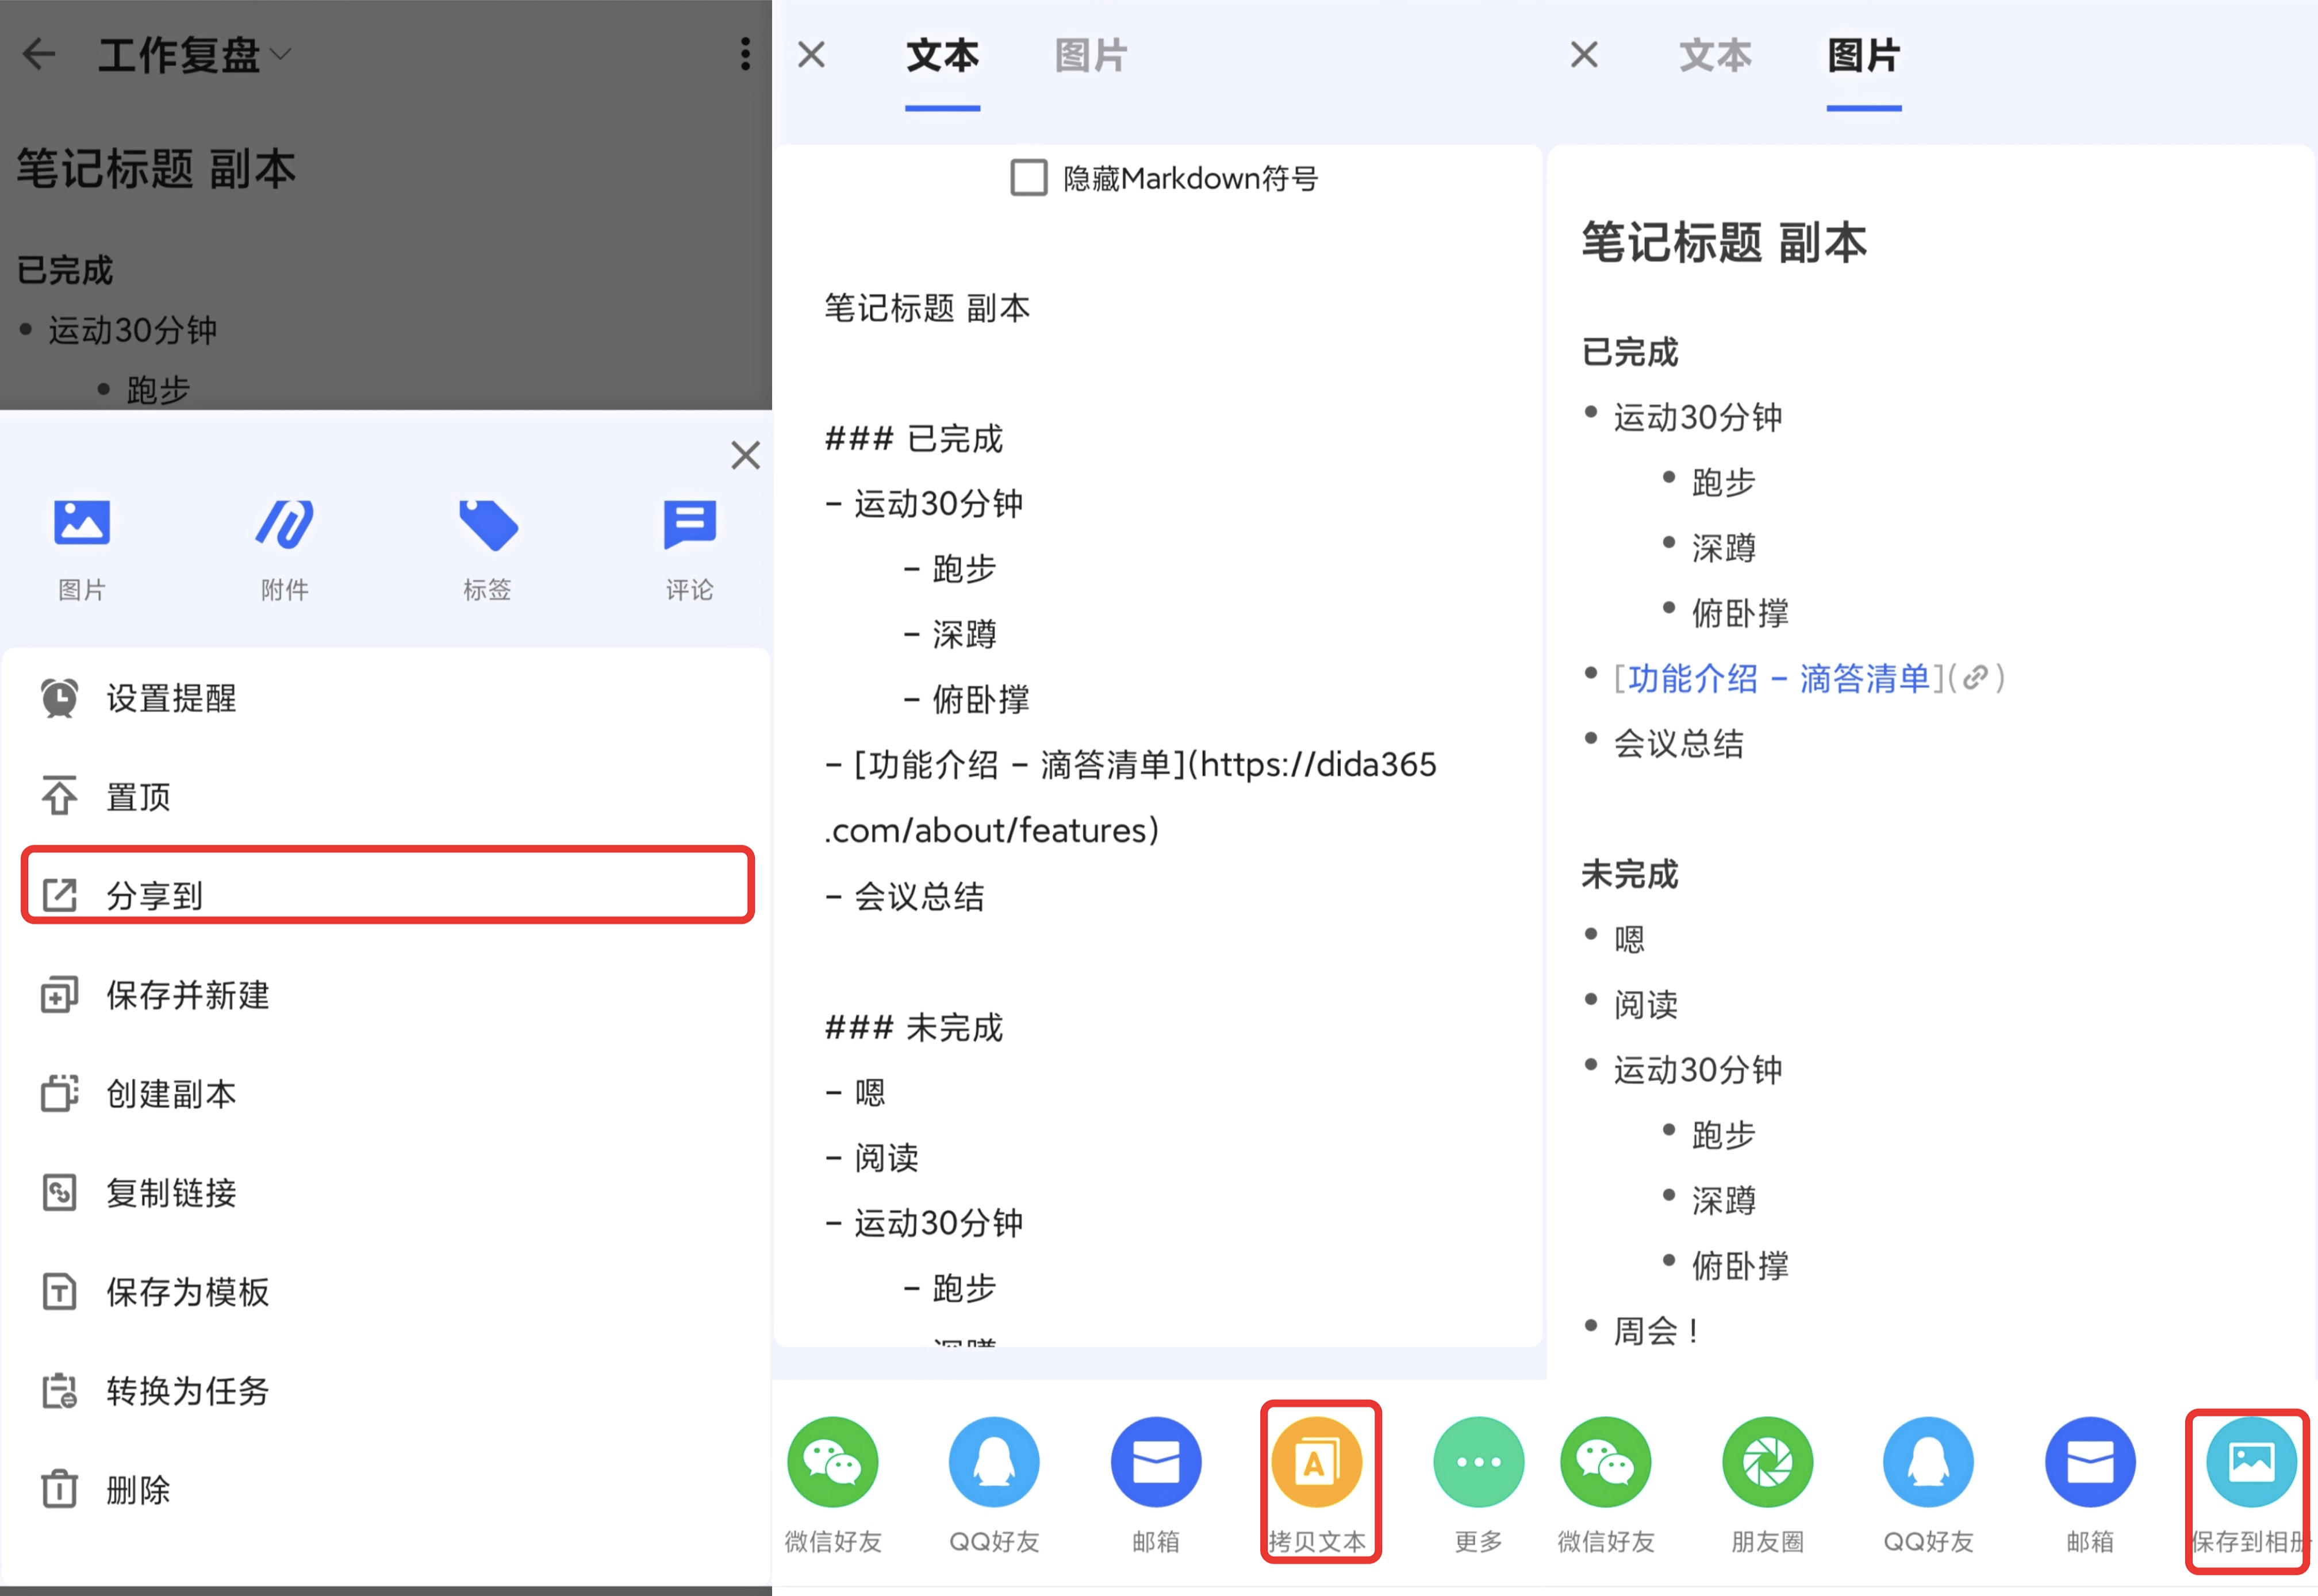 工作复盘
笔记标题 副本
已完成
• 运动30分钟
• 跑步
图片
附件
标签
评论
设置提醒
置顶
分享到
保存并新建
创建副本
复制链接
保存为模板
转换为任务
删除
文本
图片
隐藏Markdown符号
笔记标题 副本
### 已完成
- 运动30分钟
- 跑步
- 深蹲
- 俯卧撑
- [功能介绍 - 滴答清单](https://dida365
.com/about/features)
- 会议总结
### 未完成
- 嗯
- 阅读
- 运动30分钟
- 跑步
深蹲
微信好友
QQ好友
邮箱
拷贝文本
更多
文本
图片
笔记标题 副本
已完成
• 运动30分钟
• 跑步
• 深蹲
• 俯卧撑
• [功能介绍 - 滴答清单]()
• 会议总结
未完成
• 嗯
• 阅读
• 运动30分钟
• 跑步
• 深蹲
• 俯卧撑
• 周会！
微信好友
朋友圈
QQ好友
邮箱
保存到相册